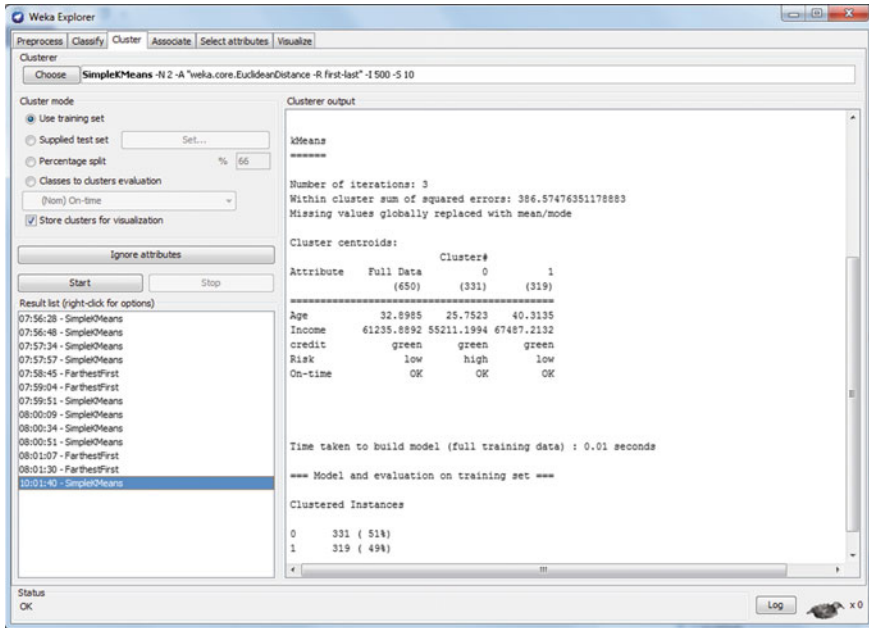 Weka Explorer
Preprocess Classify Cluster Associate Select attributes Visualize
Clusterer
Choose SimpleKMeans -N 2 -A "weka.core.EuclideanDistance -R first-last" -I 500 -S 10
Cluster mode
Use training set
Supplied test set Set...
Percentage split % 66
Classes to clusters evaluation
(Nom) On-time
Store clusters for visualization
Ignore attributes
Start Stop
Result list (right-click for options)
07:56:28 - SimpleKMeans
07:56:48 - SimpleKMeans
07:57:34 - SimpleKMeans
07:57:57 - SimpleKMeans
07:58:45 - FarthestFirst
07:59:04 - FarthestFirst
07:59:51 - SimpleKMeans
08:00:09 - SimpleKMeans
08:00:34 - SimpleKMeans
08:00:51 - SimpleKMeans
08:01:07 - FarthestFirst
08:01:30 - FarthestFirst
10:01:40 - SimpleKMeans
Clusterer output
kMeans
======
Number of iterations: 3
Within cluster sum of squared errors: 386.57476351178883
Missing values globally replaced with mean/mode
Cluster centroids:
Cluster#
Attribute Full Data 0 1
(650) (331) (319)
==================================================
Age 32.8985 25.7523 40.3135
Income 61235.8892 55211.1994 67487.2132
credit green green green
Risk low high low
On-time OK OK OK
Time taken to build model (full training data) : 0.01 seconds
=== Model and evaluation on training set ===
Clustered Instances
0 331 ( 51%)
1 319 ( 49%)
Status
OK
Log x 0